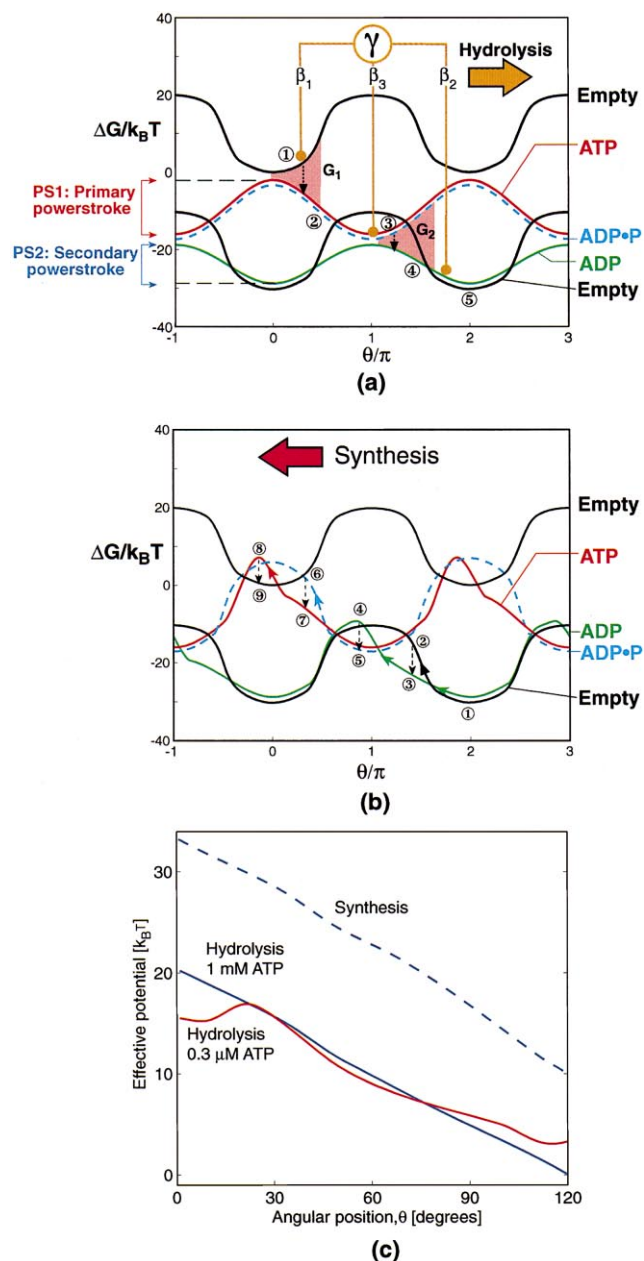 40
γ
Hydrolysis
β1
β3
β2
20
Empty
ΔG/kBT
①
ATP
0
G1
PS1: Primary
powerstroke
②
③
ADP•P
G2
-20
ADP
PS2: Secondary
powerstroke
④
⑤
Empty
-40
-1
0
1
2
3
θ/π
(a)
40
Synthesis
20
Empty
ΔG/kBT
⑧
⑥
ATP
0
⑨
⑦
④
②
ADP
⑤
ADP•P
-20
③
①
Empty
-40
-1
0
1
2
3
θ/π
(b)
Effective potential [kBT]
30
Synthesis
20
Hydrolysis
1 mM ATP
10
Hydrolysis
0.3 μM ATP
0
0
30
60
90
120
Angular position,θ [degrees]
(c)